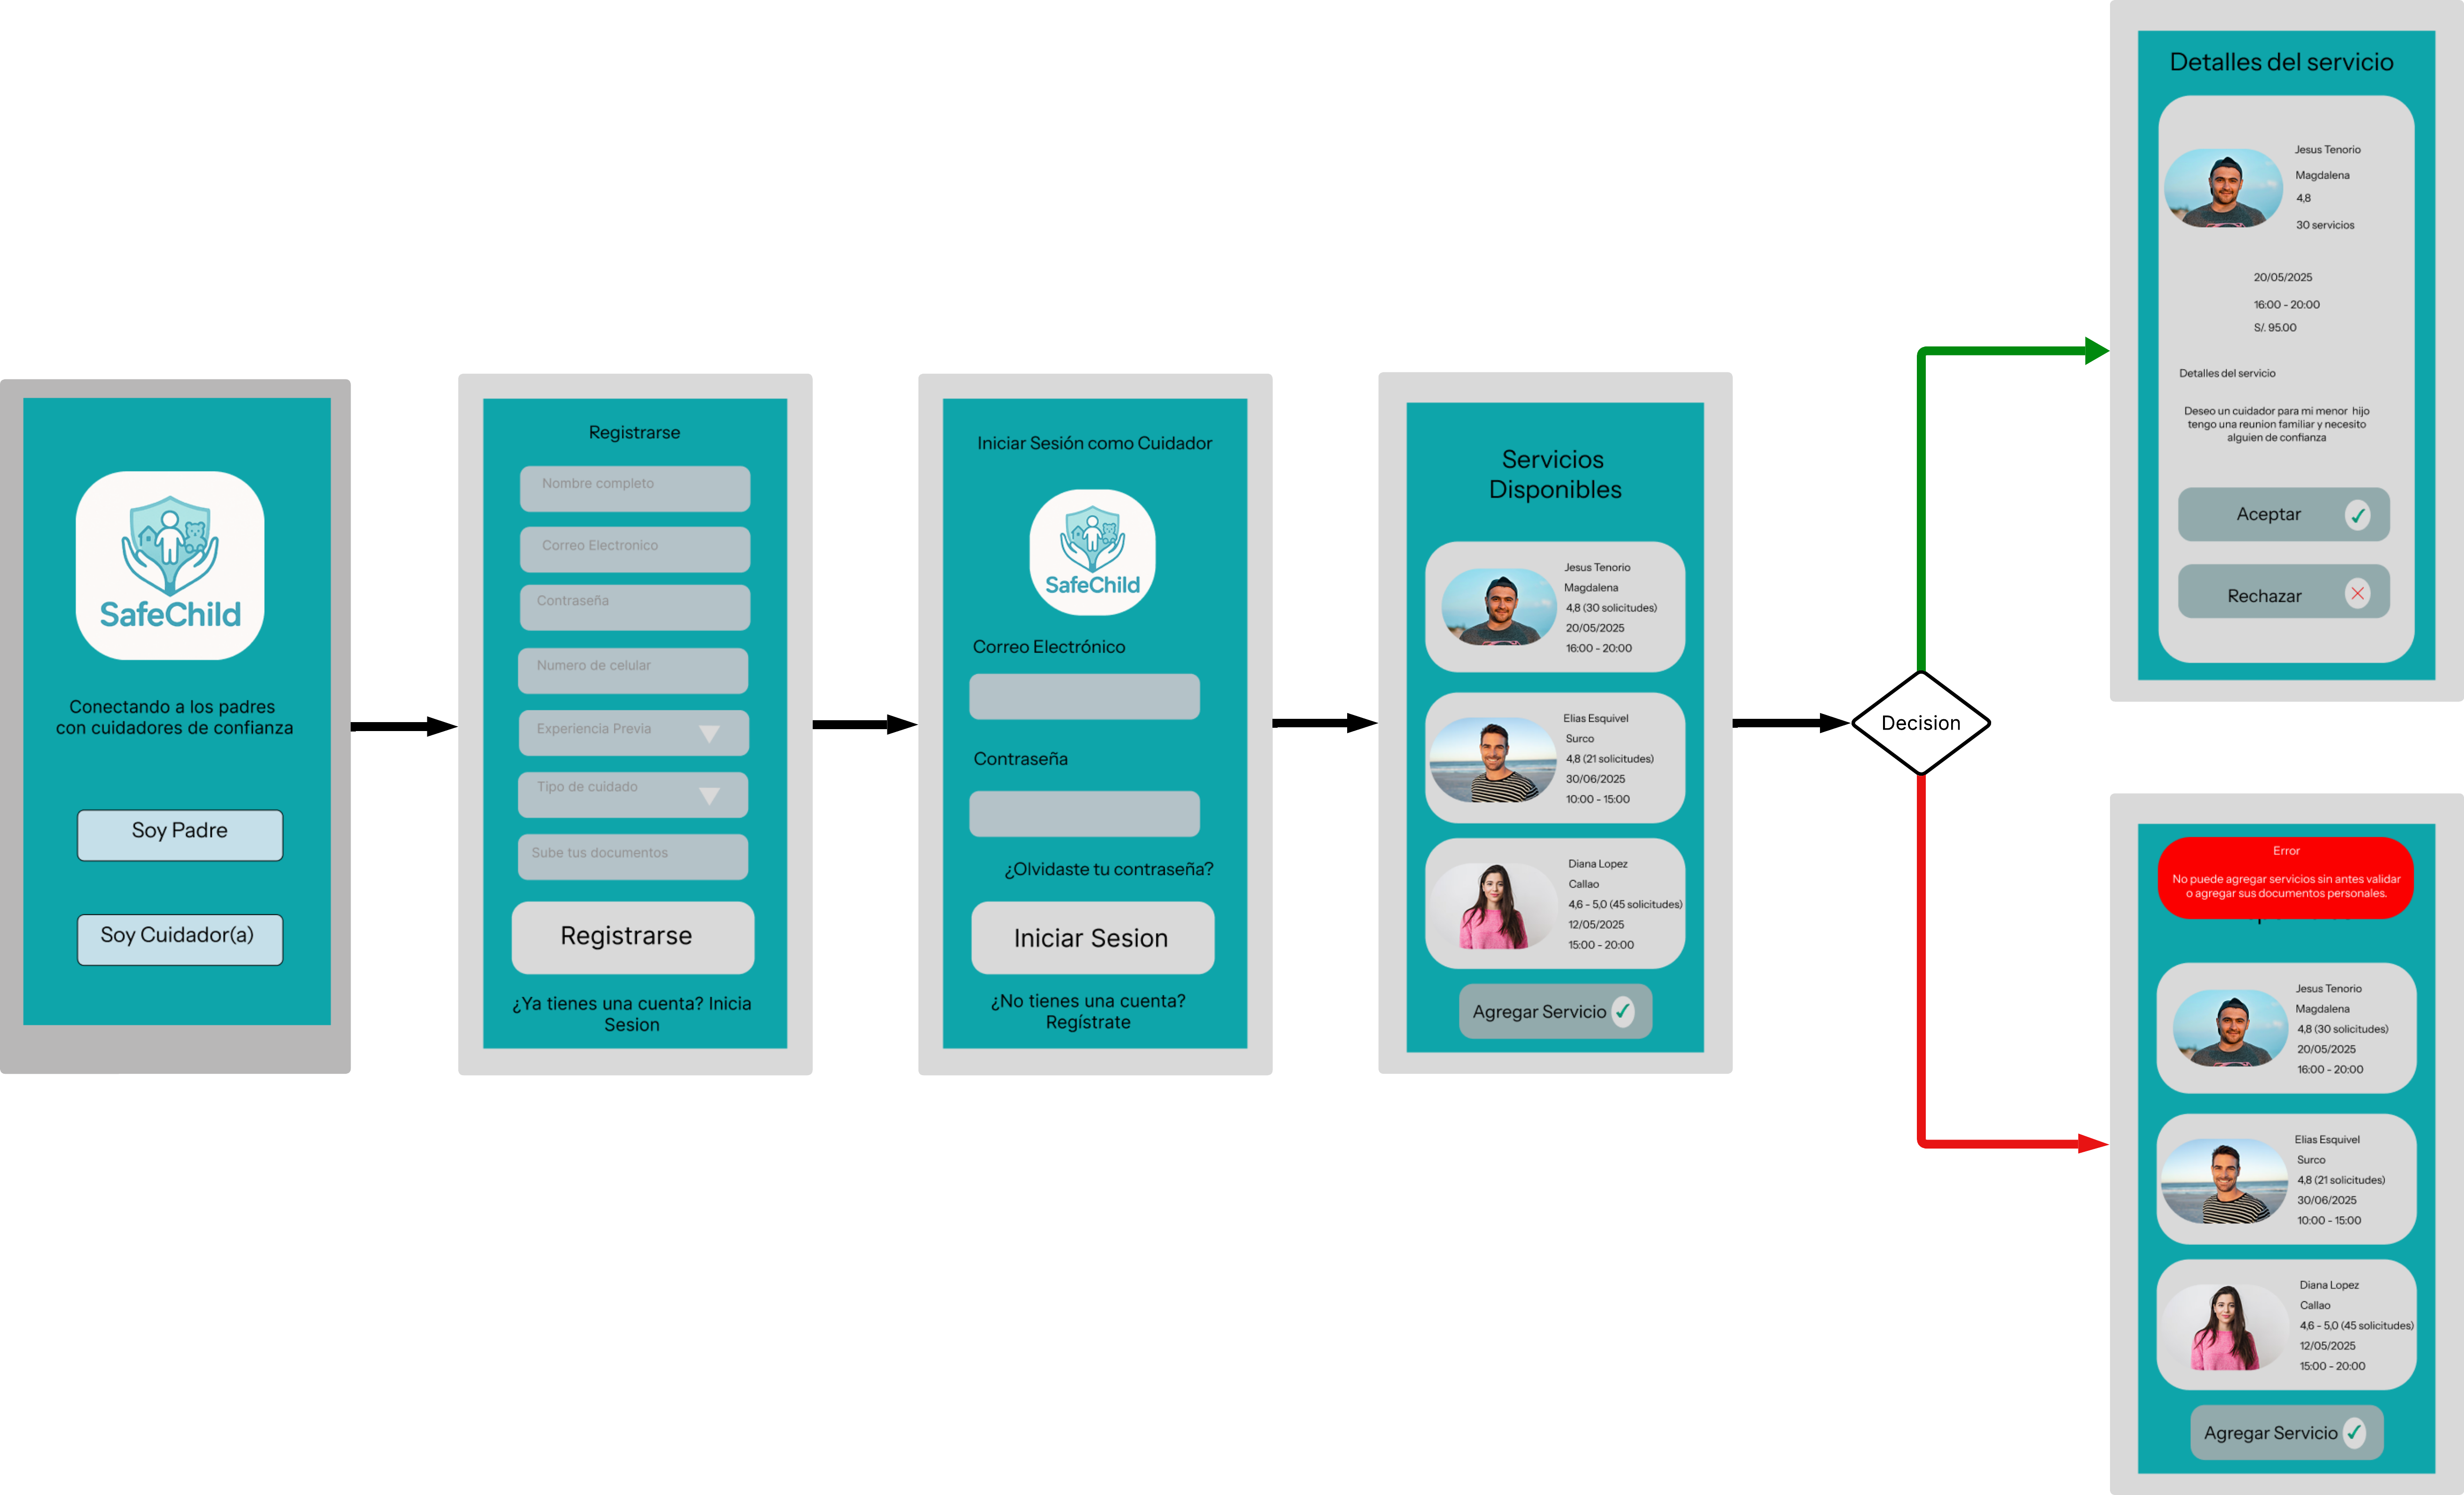 SafeChild
Conectando a los padres
con cuidadores de confianza
Soy Padre
Soy Cuidador(a)
Registrarse
Nombre completo
Correo Electronico
Contraseña
Numero de celular
Experiencia Previa
Tipo de cuidado
Sube tus documentos
Registrarse
¿Ya tienes una cuenta? Inicia
Sesion
Iniciar Sesión como Cuidador
SafeChild
Correo Electrónico
Contraseña
¿Olvidaste tu contraseña?
Iniciar Sesion
¿No tienes una cuenta?
Regístrate
Servicios
Disponibles
Jesus Tenorio
Magdalena
4,8 (30 solicitudes)
20/05/2025
16:00 - 20:00
Elias Esquivel
Surco
4,8 (21 solicitudes)
30/06/2025
10:00 - 15:00
Diana Lopez
Callao
4,6 - 5,0 (45 solicitudes)
12/05/2025
15:00 - 20:00
Agregar Servicio
Decision
Detalles del servicio
Jesus Tenorio
Magdalena
4,8
30 servicios
20/05/2025
16:00 - 20:00
S/. 95.00
Detalles del servicio
Deseo un cuidador para mi menor hijo
tengo una reunion familiar y necesito
alguien de confianza
Aceptar
Rechazar
Error
No puede agregar servicios sin antes validar
o agregar sus documentos personales.
Jesus Tenorio
Magdalena
4,8 (30 solicitudes)
20/05/2025
16:00 - 20:00
Elias Esquivel
Surco
4,8 (21 solicitudes)
30/06/2025
10:00 - 15:00
Diana Lopez
Callao
4,6 - 5,0 (45 solicitudes)
12/05/2025
15:00 - 20:00
Agregar Servicio